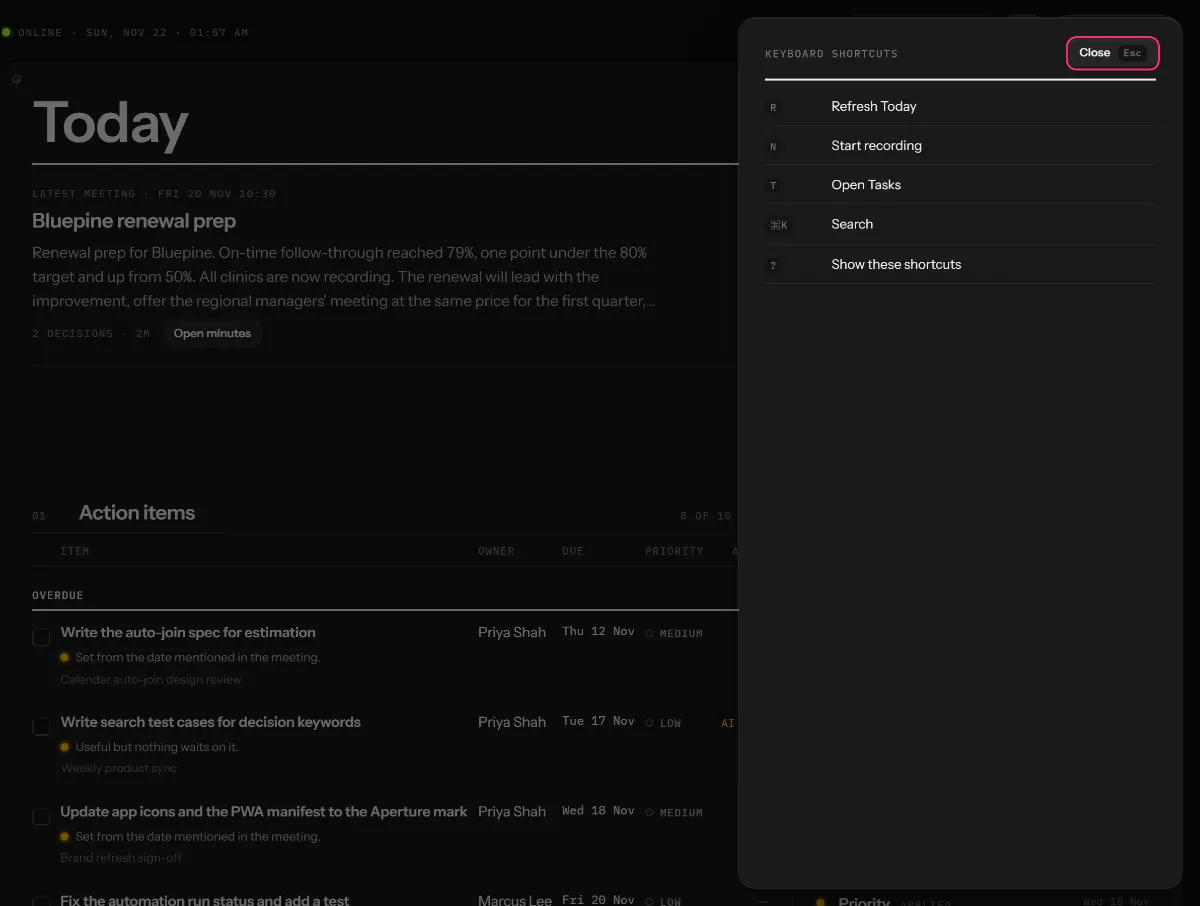 ONLINE · SUN, NOV 22 · 01:57 AM
Today
LATEST MEETING · FRI 20 NOV 10:30
Bluepine renewal prep
Renewal prep for Bluepine. On-time follow-through reached 79%, one point under the 80%
target and up from 50%. All clinics are now recording. The renewal will lead with the
improvement, offer the regional managers' meeting at the same price for the first quarter,...
2 DECISIONS · 2M Open minutes
01 Action items 8 OF 10
ITEM OWNER DUE PRIORITY
OVERDUE
Write the auto-join spec for estimation Priya Shah Thu 12 Nov MEDIUM
Set from the date mentioned in the meeting.
Calendar auto-join design review
Write search test cases for decision keywords Priya Shah Tue 17 Nov LOW AI
Useful but nothing waits on it.
Weekly product sync
Update app icons and the PWA manifest to the Aperture mark Priya Shah Wed 18 Nov MEDIUM
Set from the date mentioned in the meeting.
Brand refresh sign-off
Fix the automation run status and add a test Marcus Lee Fri 20 Nov LOW —
KEYBOARD SHORTCUTS Close Esc
R Refresh Today
N Start recording
T Open Tasks
⌘K Search
? Show these shortcuts
Priority APPLIED Wed 18 Nov